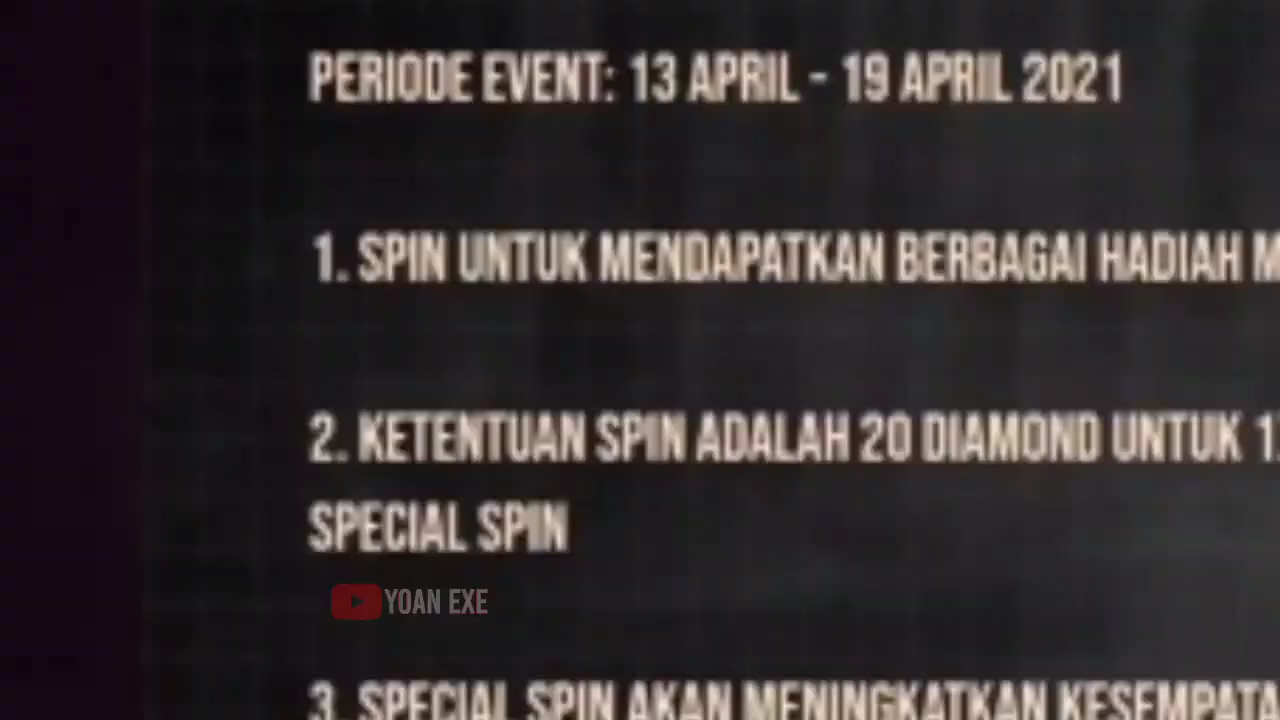 PERIODE EVENT: 13 APRIL - 19 APRIL 2021
1. SPIN UNTUK MENDAPATKAN BERBAGAI HADIAH
2. KETENTUAN SPIN ADALAH 20 DIAMOND UNTUK
SPECIAL SPIN
YOAN EXE
3. SPECIAL SPIN AKAN MENINGKATKAN